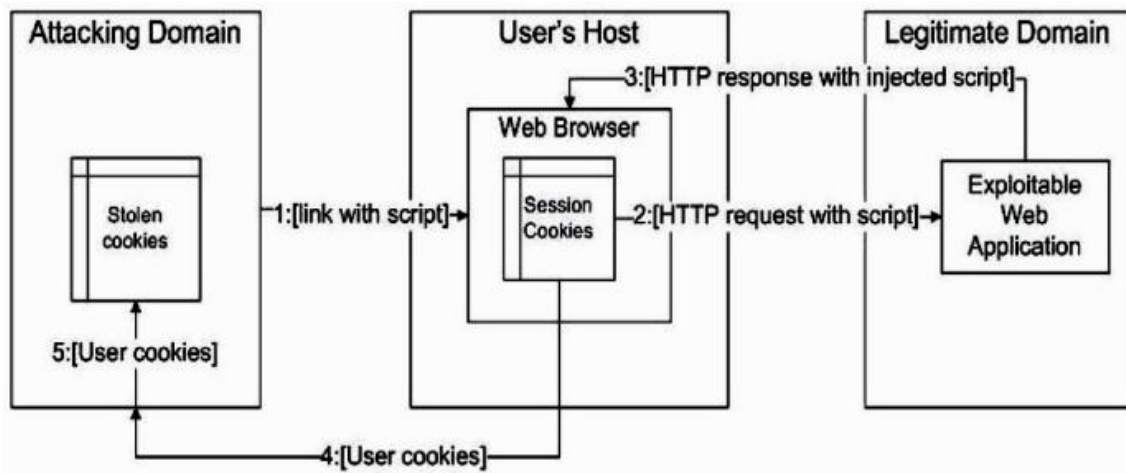 Attacking Domain
User's Host
Legitimate Domain
3:[HTTP response with injected script]
Web Browser
Stolen
cookies
1:[link with script]
Session
Cookies
2:[HTTP request with script]
Exploitable
Web
Application
5:[User cookies]
4:[User cookies]